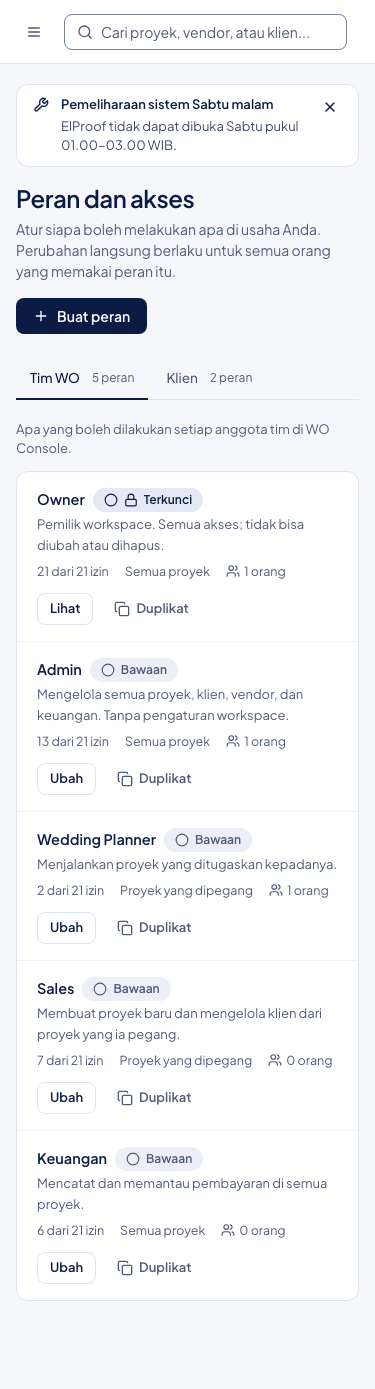 Cari proyek, vendor, atau klien...
Pemeliharaan sistem Sabtu malam
ElProof tidak dapat dibuka Sabtu pukul
01.00–03.00 WIB.
Peran dan akses
Atur siapa boleh melakukan apa di usaha Anda.
Perubahan langsung berlaku untuk semua orang
yang memakai peran itu.
Buat peran
Tim WO 5 peran Klien 2 peran
Apa yang boleh dilakukan setiap anggota tim di WO
Console.
Owner Terkunci
Pemilik workspace. Semua akses; tidak bisa
diubah atau dihapus.
21 dari 21 izin Semua proyek 1 orang
Lihat Duplikat
Admin Bawaan
Mengelola semua proyek, klien, vendor, dan
keuangan. Tanpa pengaturan workspace.
13 dari 21 izin Semua proyek 1 orang
Ubah Duplikat
Wedding Planner Bawaan
Menjalankan proyek yang ditugaskan kepadanya.
2 dari 21 izin Proyek yang dipegang 1 orang
Ubah Duplikat
Sales Bawaan
Membuat proyek baru dan mengelola klien dari
proyek yang ia pegang.
7 dari 21 izin Proyek yang dipegang 0 orang
Ubah Duplikat
Keuangan Bawaan
Mencatat dan memantau pembayaran di semua
proyek.
6 dari 21 izin Semua proyek 0 orang
Ubah Duplikat